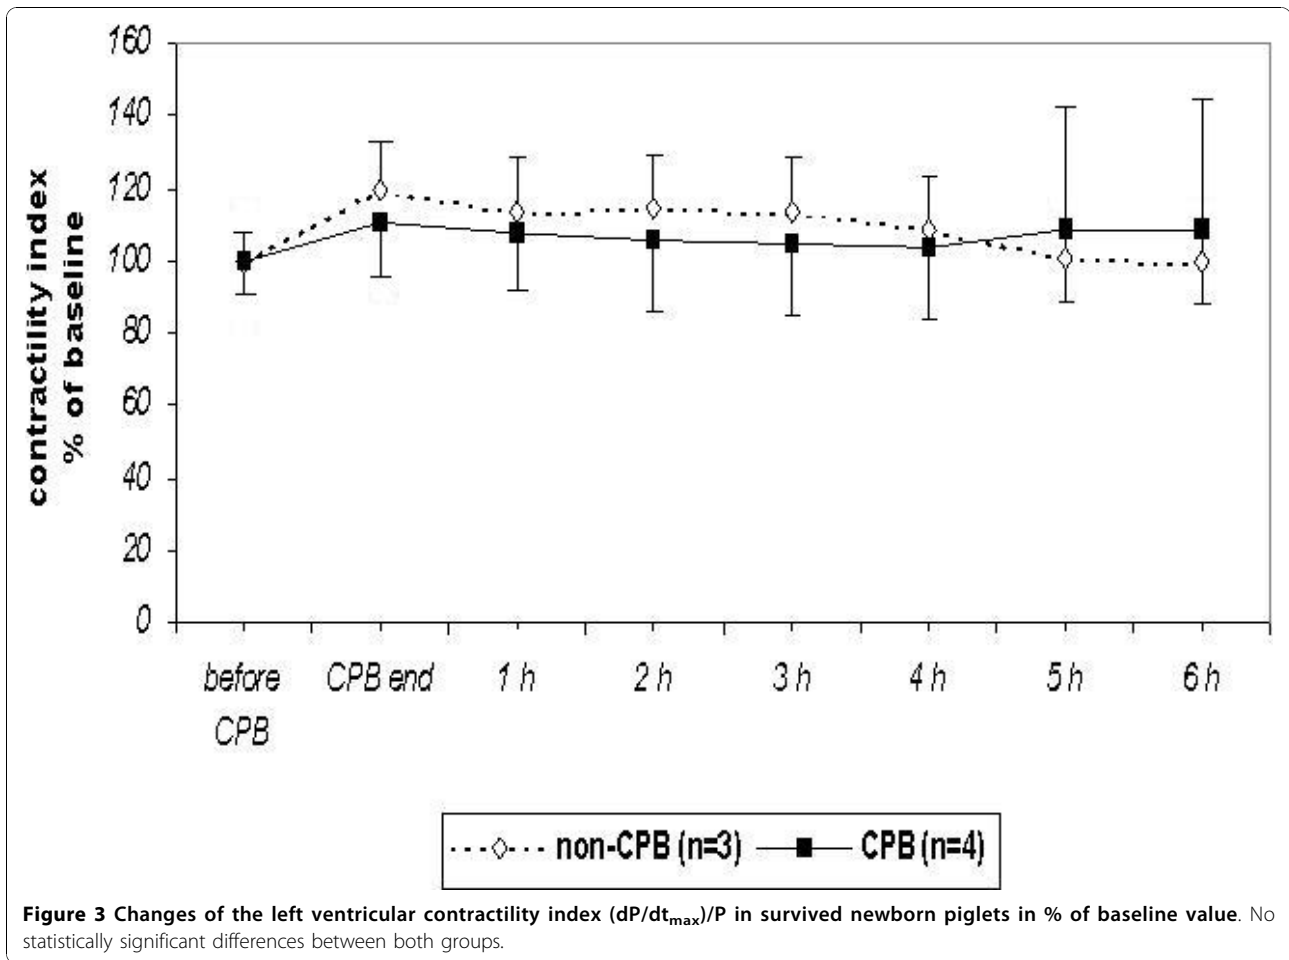 160
140
120
100
80
60
40
20
0
contractility index
% of baseline
before CPB end 1 h 2 h 3 h 4 h 5 h 6 h
CPB
non-CPB (n=3) CPB (n=4)
Figure 3 Changes of the left ventricular contractility index (dP/dtmax)/P in survived newborn piglets in % of baseline value. No
statistically significant differences between both groups.